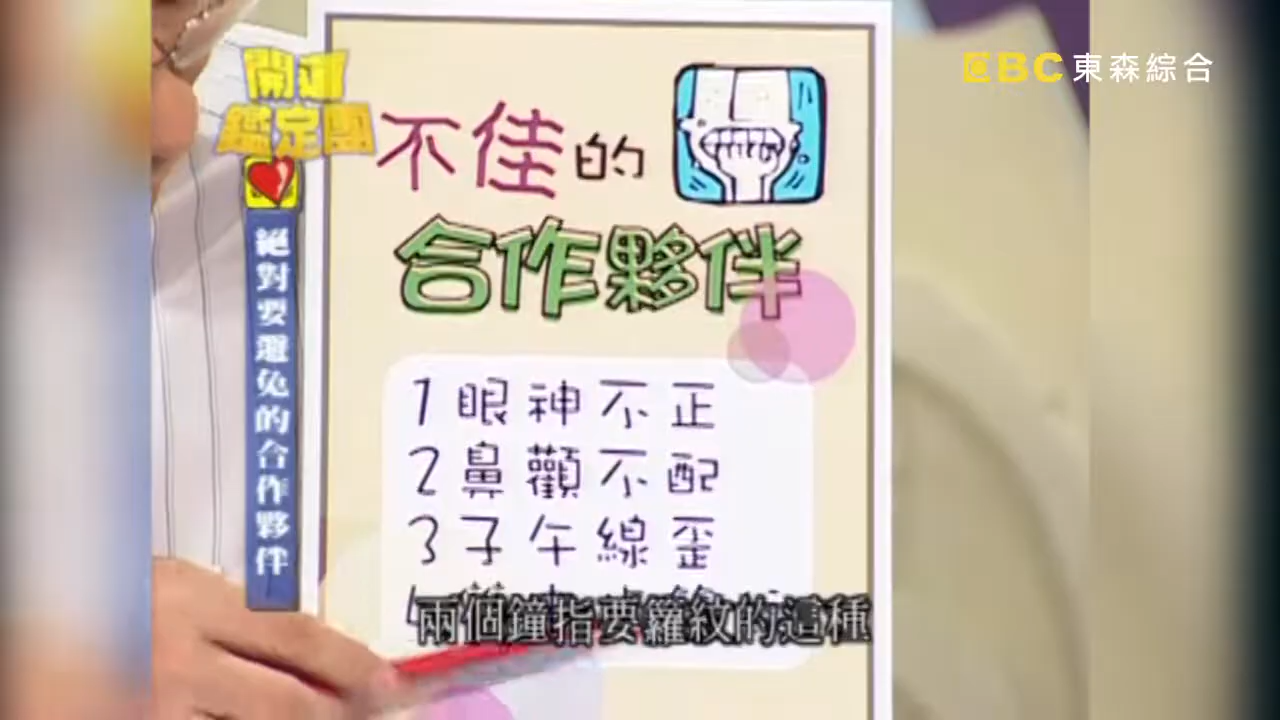 開運
鑑定團
EBC 東森綜合
絕對要避免的合作夥伴
不佳的
合作夥伴
1 眼神不正
2 鼻顴不配
3 子午線歪
兩個鐘指要籮紋的這種